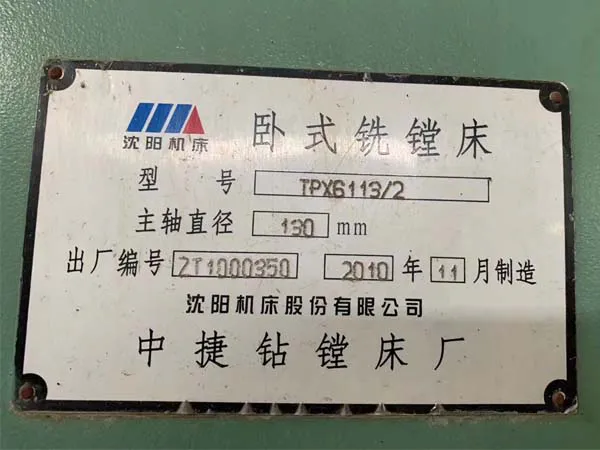 沈阳机床 卧式铣镗床
型号 TPX6113/2
主轴直径 130 mm
出厂编号 ZT1000350 2010 年 11 月制造
沈阳机床股份有限公司
中捷钻镗床厂